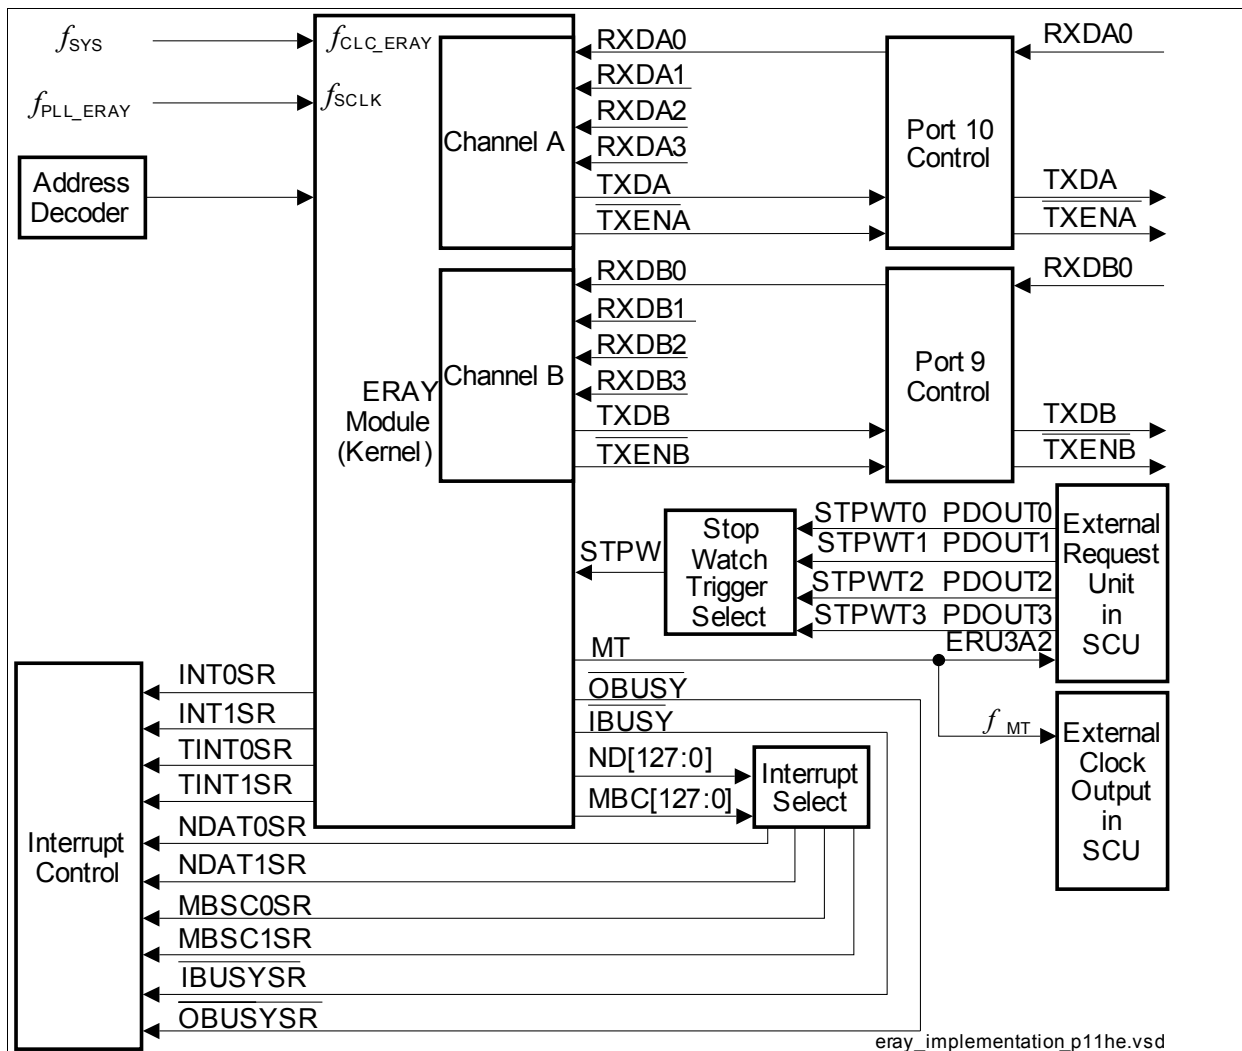 fSYS
fCLC_ERAY
RXDA0
RXDA0
fPLL_ERAY
fSCLK
RXDA1
RXDA2
RXDA3
Channel A
Port 10
Control
Address
Decoder
TXDA
TXENA
TXDA
TXENA
RXDB0
RXDB0
RXDB1
RXDB2
RXDB3
Channel B
Port 9
Control
ERAY
Module
(Kernel)
TXDB
TXENB
TXDB
TXENB
STPW
Stop
Watch
Trigger
Select
STPWT0 PDOUT0
STPWT1 PDOUT1
STPWT2 PDOUT2
STPWT3 PDOUT3
External
Request
Unit
in
SCU
MT
ERU3A2
OBUSY
IBUSY
fMT
External
Clock
Output
in
SCU
ND[127:0]
MBC[127:0]
Interrupt
Select
Interrupt
Control
INT0SR
INT1SR
TINT0SR
TINT1SR
NDAT0SR
NDAT1SR
MBSC0SR
MBSC1SR
IBUSYSR
OBUSYSR
eray_implementation_p11he.vsd